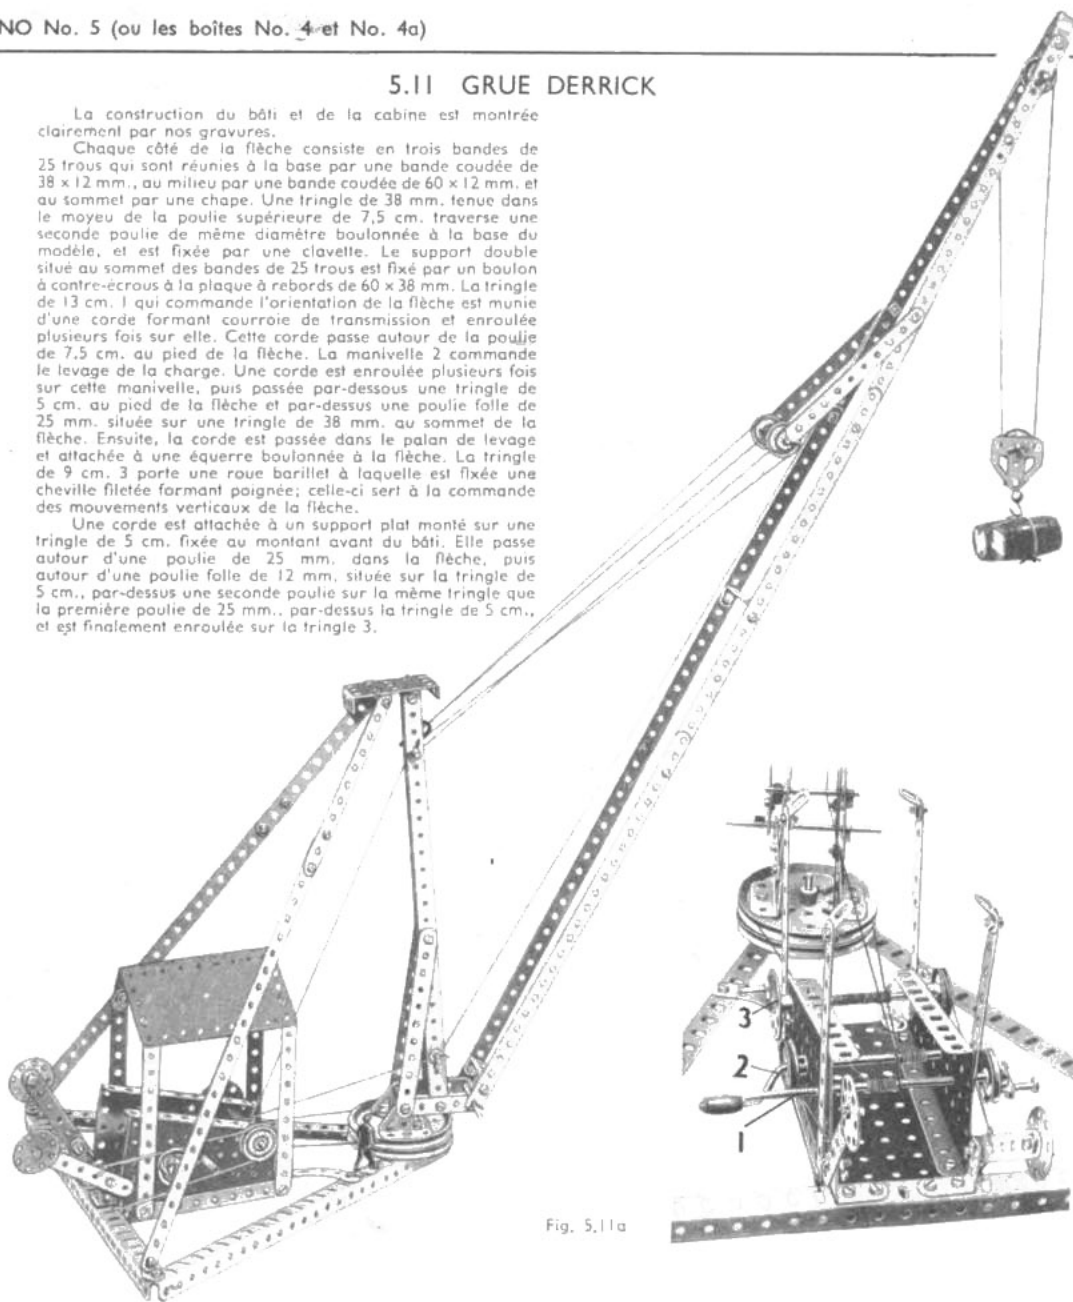 NO No. 5 (ou les boîtes No. 4 et No. 4a)
5.11 GRUE DERRICK
La construction du bâti et de la cabine est montrée
clairement par nos gravures.
Chaque côté de la flèche consiste en trois bandes de
25 trous qui sont réunies à la base par une bande coudée de
38 x 12 mm., au milieu par une bande coudée de 60 x 12 mm. et
au sommet par une chape. Une tringle de 38 mm. tenue dans
le moyeu de la poulie supérieure de 7,5 cm. traverse une
seconde poulie de même diamètre boulonnée à la base du
modèle, et est fixée par une clavette. Le support double
situé au sommet des bandes de 25 trous est fixé par un boulon
à contre-écrous à la plaque à rebords de 60 x 38 mm. La tringle
de 13 cm. 1 qui commande l'orientation de la flèche est munie
d'une corde formant courroie de transmission et enroulée
plusieurs fois sur elle. Cette corde passe autour de la poulie
de 7,5 cm. au pied de la flèche. La manivelle 2 commande
le levage de la charge. Une corde est enroulée plusieurs fois
sur cette manivelle, puis passée par-dessous une tringle de
5 cm. au pied de la flèche et par-dessus une poulie folle de
25 mm. située sur une tringle de 38 mm. au sommet de la
flèche. Ensuite, la corde est passée dans le palan de levage
et attachée à une équerre boulonnée à la flèche. La tringle
de 9 cm. 3 porte une roue barillet à laquelle est fixée une
cheville filetée formant poignée; celle-ci sert à la commande
des mouvements verticaux de la flèche.
Une corde est attachée à un support plat monté sur une
tringle de 5 cm. fixée au montant avant du bâti. Elle passe
autour d'une poulie de 25 mm. dans la flèche, puis
autour d'une poulie folle de 12 mm. située sur la tringle de
5 cm., par-dessus une seconde poulie sur la même tringle que
la première poulie de 25 mm., par-dessus la tringle de 5 cm.,
et est finalement enroulée sur la tringle 3.
3
2
1
Fig. 5.11a